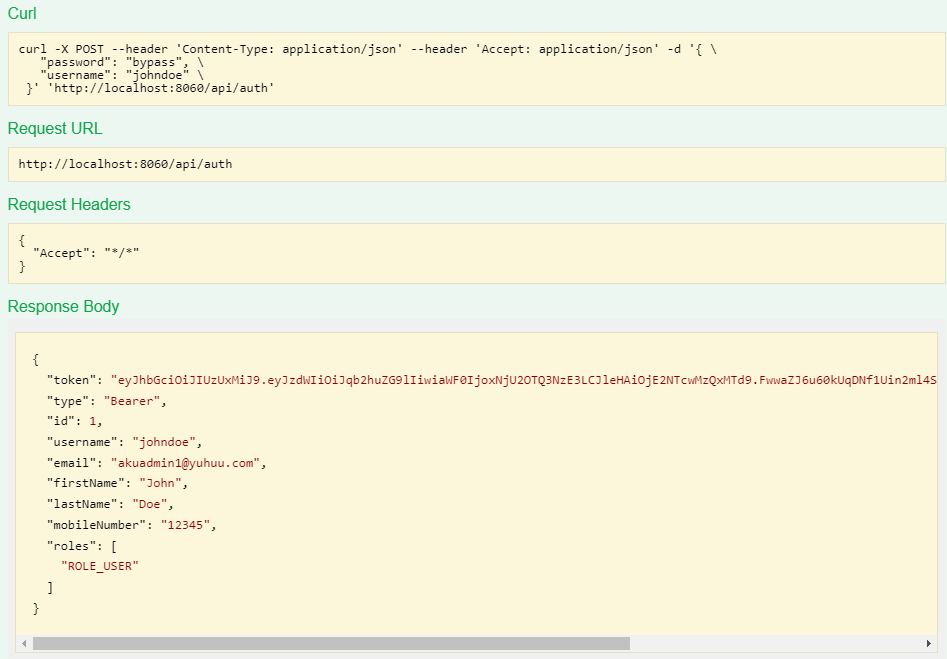 Curl
curl -X POST --header 'Content-Type: application/json' --header 'Accept: application/json' -d '{ \
"password": "bypass", \
"username": "johndoe" \
}' 'http://localhost:8060/api/auth'
Request URL
http://localhost:8060/api/auth
Request Headers
{
"Accept": "*/*"
}
Response Body
{
"token": "eyJhbGciOiJIUzUxMiJ9.eyJzdWIiOiJqb2huZG9lIiwiaWF0IjoxNjU2OTQ3NzE3LCJleHAiOjE2NTcwMzQxMTd9.FwwaZJ6u60kUqDNf1Uin2ml4S
"type": "Bearer",
"id": 1,
"username": "johndoe",
"email": "akuadmin1@yuhuu.com",
"firstName": "John",
"lastName": "Doe",
"mobileNumber": "12345",
"roles": [
"ROLE_USER"
]
}